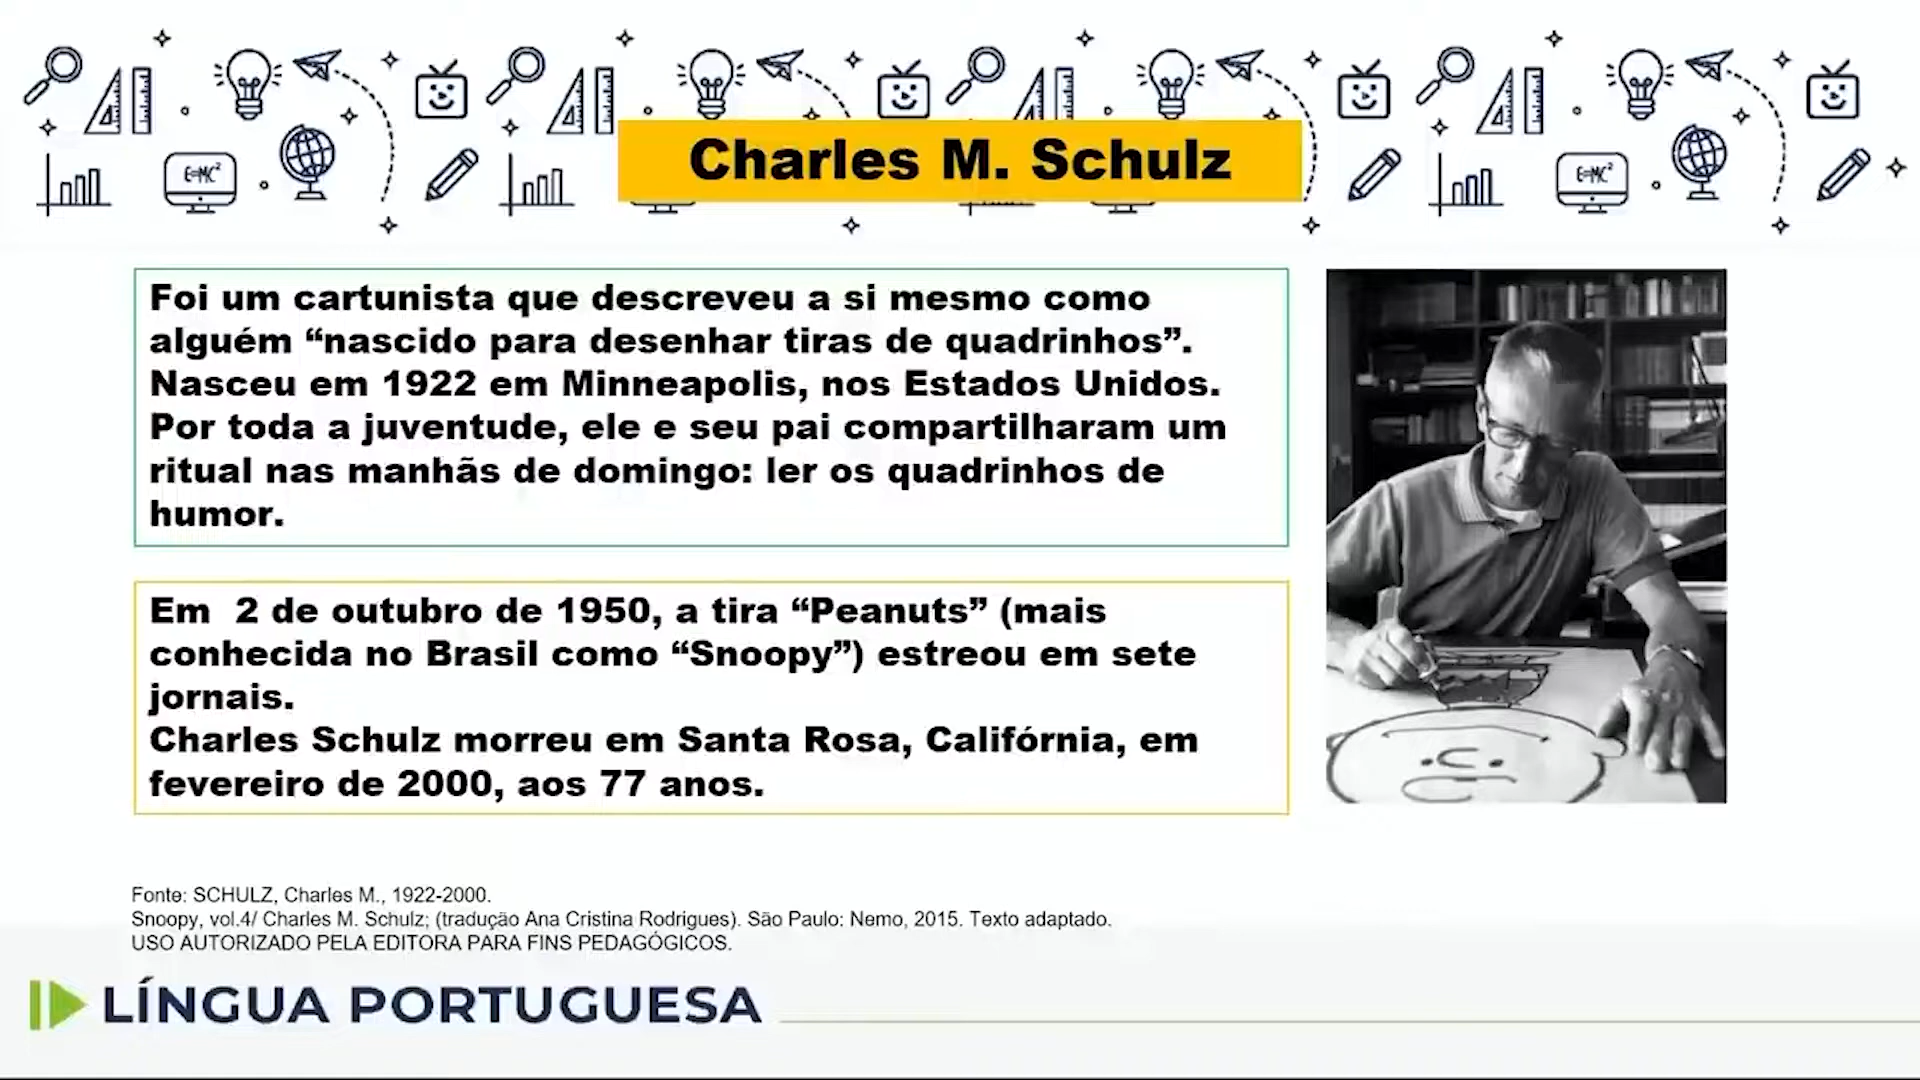 E=MC²
E=MC²
Charles M. Schulz
Foi um cartunista que descreveu a si mesmo como
alguém “nascido para desenhar tiras de quadrinhos”.
Nasceu em 1922 em Minneapolis, nos Estados Unidos.
Por toda a juventude, ele e seu pai compartilharam um
ritual nas manhãs de domingo: ler os quadrinhos de
humor.
Em  2 de outubro de 1950, a tira “Peanuts” (mais
conhecida no Brasil como “Snoopy”) estreou em sete
jornais.
Charles Schulz morreu em Santa Rosa, Califórnia, em
fevereiro de 2000, aos 77 anos.
Fonte: SCHULZ, Charles M., 1922-2000.
Snoopy, vol.4/ Charles M. Schulz; (tradução Ana Cristina Rodrigues). São Paulo: Nemo, 2015. Texto adaptado.
USO AUTORIZADO PELA EDITORA PARA FINS PEDAGÓGICOS.
LÍNGUA PORTUGUESA